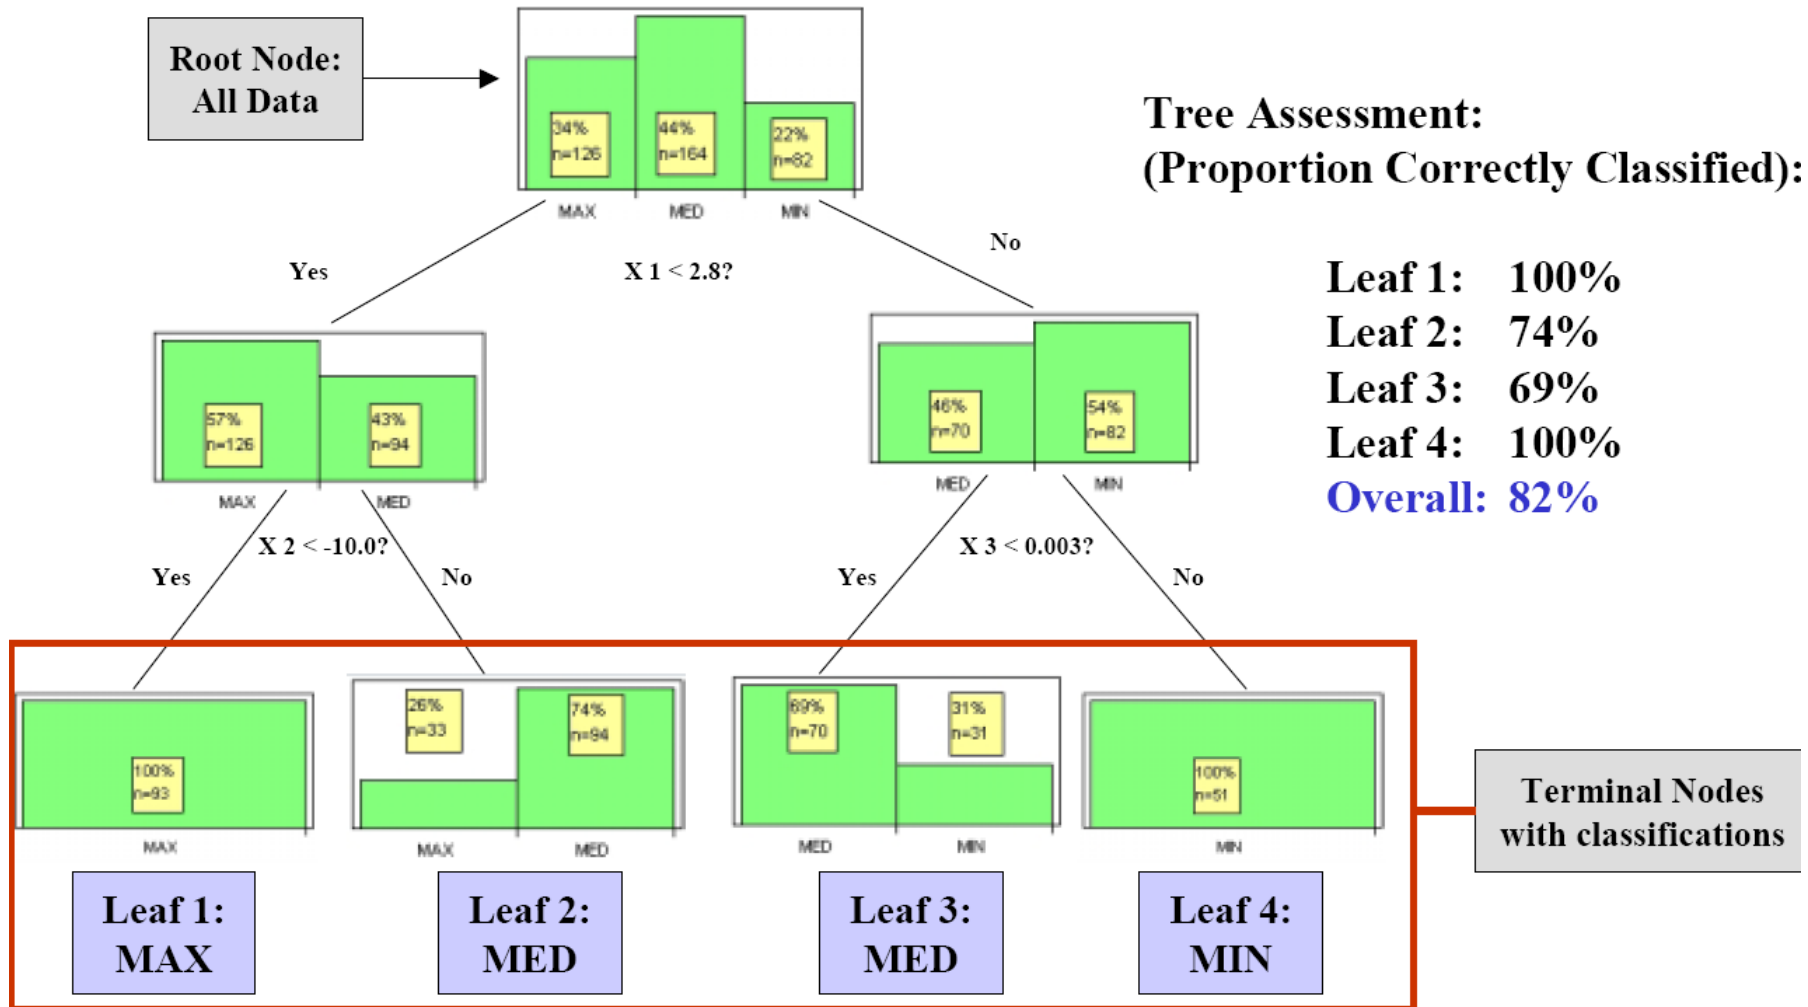 Root Node:
All Data
34%
n=126
44%
n=164
22%
n=82
MAX
MED
MIN
Tree Assessment:
(Proportion Correctly Classified):
Leaf 1: 100%
Leaf 2: 74%
Leaf 3: 69%
Leaf 4: 100%
Overall: 82%
Yes
X 1 < 2.8?
No
57%
n=126
43%
n=94
MAX
MED
46%
n=70
54%
n=82
MED
MIN
Yes
X 2 < -10.0?
No
Yes
X 3 < 0.003?
No
100%
n=93
MAX
26%
n=33
74%
n=94
MAX
MED
69%
n=70
31%
n=31
MED
MIN
100%
n=51
MIN
Terminal Nodes
with classifications
Leaf 1:
MAX
Leaf 2:
MED
Leaf 3:
MED
Leaf 4:
MIN